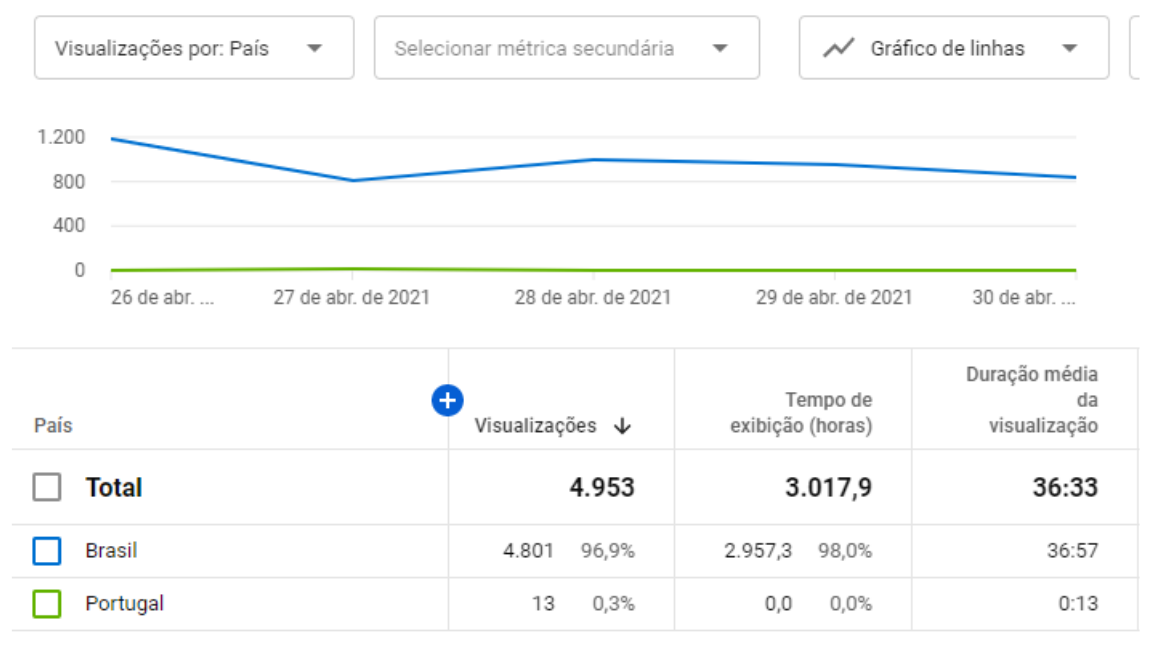 Visualizações por: País
Selecionar métrica secundária
Gráfico de linhas
1.200
800
400
0
26 de abr. ...
27 de abr. de 2021
28 de abr. de 2021
29 de abr. de 2021
30 de abr. ...
País
Visualizações
Tempo de
exibição (horas)
Duração média
da
visualização
Total 4.953 3.017,9 36:33
Brasil 4.801 96,9% 2.957,3 98,0% 36:57
Portugal 13 0,3% 0,0 0,0% 0:13